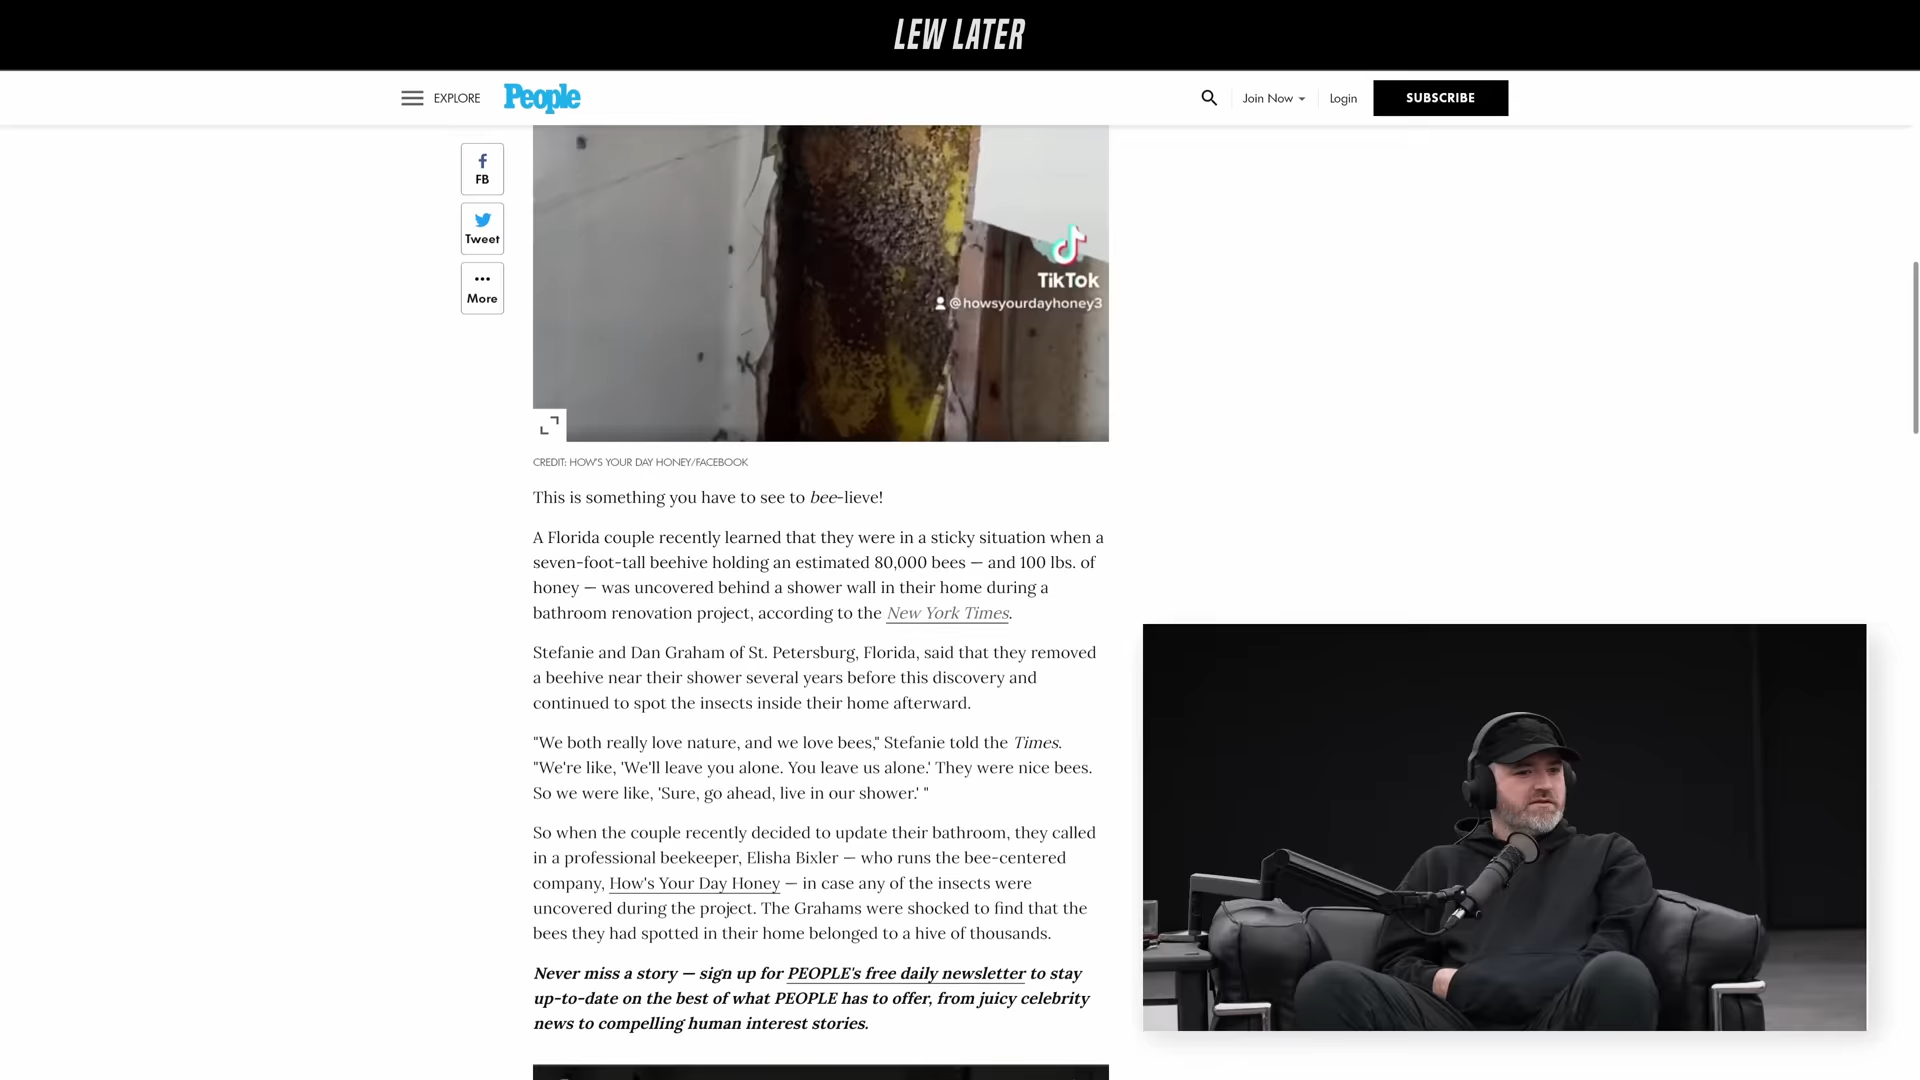 LEW LATER
EXPLORE
People
Join Now
Login
SUBSCRIBE
FB
Tweet
More
TikTok
@howsyourdayhoney3
CREDIT: HOW'S YOUR DAY HONEY/FACEBOOK
This is something you have to see to bee-lieve!
A Florida couple recently learned that they were in a sticky situation when a
seven-foot-tall beehive holding an estimated 80,000 bees — and 100 lbs. of
honey — was uncovered behind a shower wall in their home during a
bathroom renovation project, according to the New York Times.
Stefanie and Dan Graham of St. Petersburg, Florida, said that they removed
a beehive near their shower several years before this discovery and
continued to spot the insects inside their home afterward.
"We both really love nature, and we love bees," Stefanie told the Times.
"We're like, 'We'll leave you alone. You leave us alone.' They were nice bees.
So we were like, 'Sure, go ahead, live in our shower.' "
So when the couple recently decided to update their bathroom, they called
in a professional beekeeper, Elisha Bixler — who runs the bee-centered
company, How's Your Day Honey — in case any of the insects were
uncovered during the project. The Grahams were shocked to find that the
bees they had spotted in their home belonged to a hive of thousands.
Never miss a story — sign up for PEOPLE's free daily newsletter to stay
up-to-date on the best of what PEOPLE has to offer, from juicy celebrity
news to compelling human interest stories.